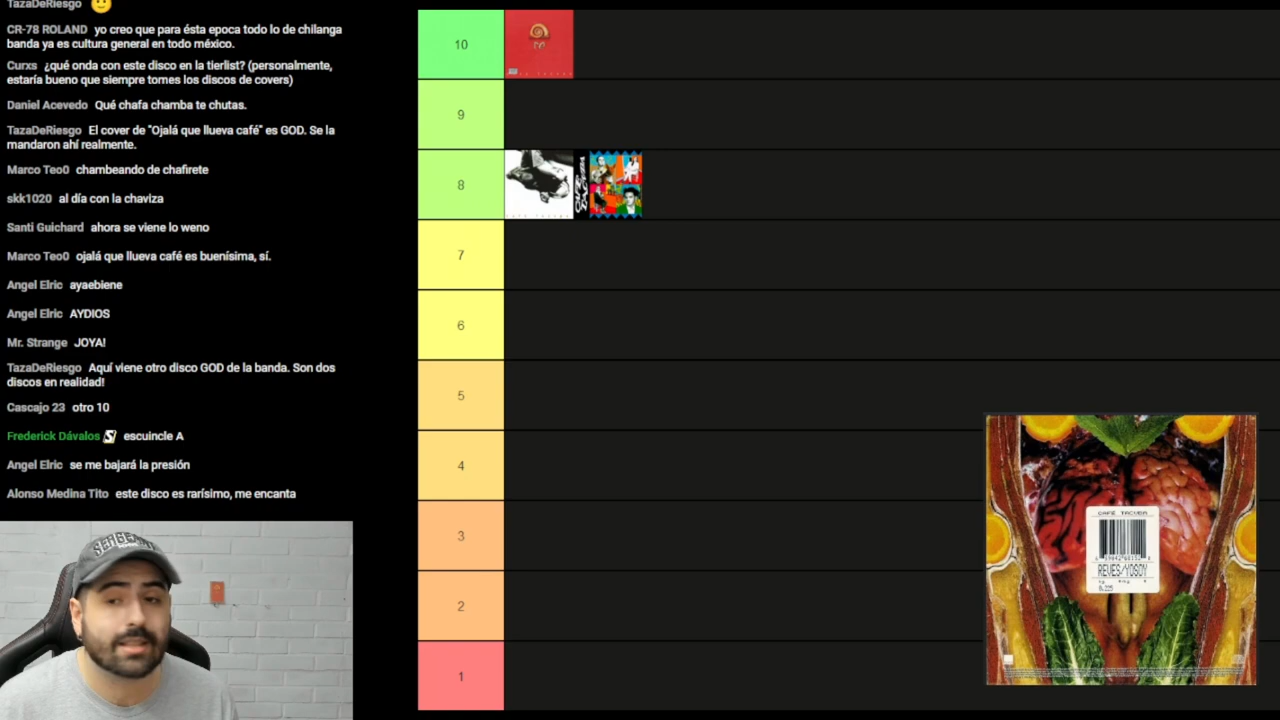 TazaDeRiesgo
CR-78 ROLAND yo creo que para ésta epoca todo lo de chilanga
banda ya es cultura general en todo méxico.
Curxs ¿qué onda con este disco en la tierlist? (personalmente,
estaría bueno que siempre tomes los discos de covers)
Daniel Acevedo Qué chafa chamba te chutas.
TazaDeRiesgo El cover de "Ojalá que llueva café" es GOD. Se la
mandaron ahí realmente.
Marco Teo0 chambeando de chafirete
skk1020 al día con la chaviza
Santi Guichard ahora se viene lo weno
Marco Teo0 ojalá que llueva café es buenísima, sí.
Angel Elric ayaebiene
Angel Elric AYDIOS
Mr. Strange JOYA!
TazaDeRiesgo Aquí viene otro disco GOD de la banda. Son dos
discos en realidad!
Cascajo 23 otro 10
Frederick Dávalos escuincle A
Angel Elric se me bajará la presión
Alonso Medina Tito este disco es rarísimo, me encanta
10
9
8
7
6
5
4
3
2
1
CAFÉ TACUBA
REVES/YOSOY